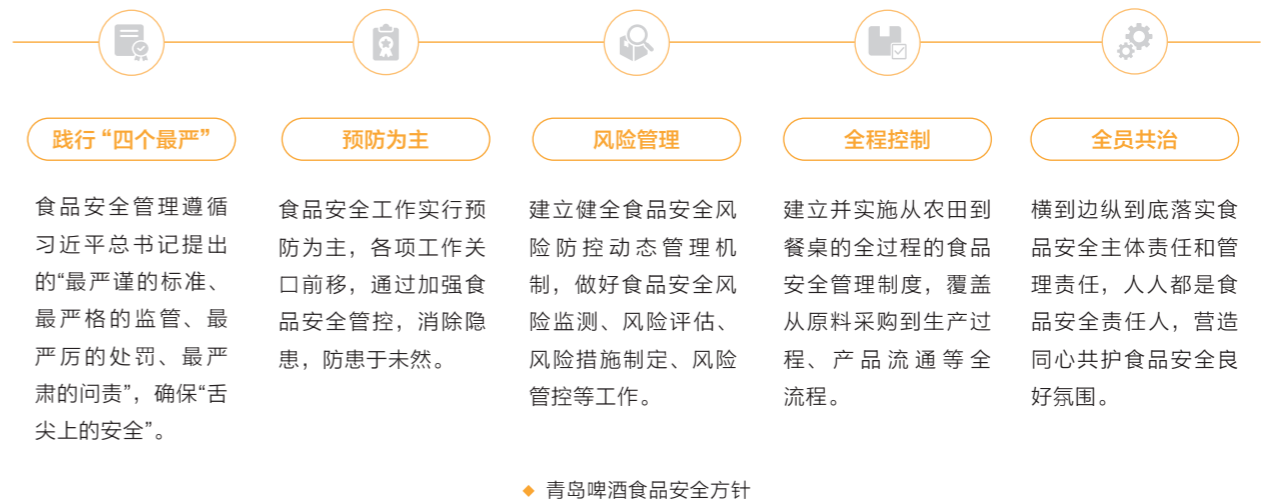 践行“四个最严”
食品安全管理遵循
习近平总书记提出
的“最严谨的标准、
最严格的监管、最
严厉的处罚、最严
肃的问责”，确保“舌
尖上的安全”。
预防为主
食品安全工作实行预
防为主，各项工作关
口前移，通过加强食
品安全管控，消除隐
患，防患于未然。
风险管理
建立健全食品安全风
险防控动态管理机
制，做好食品安全风
险监测、风险评估、
风险措施制定、风险
管控等工作。
全程控制
建立并实施从农田到
餐桌的全过程的食品
安全管理制度，覆盖
从原料采购到生产过
程、产品流通等全
流程。
全员共治
横到边纵到底落实食
品安全主体责任和管
理责任，人人都是食
品安全责任人，营造
同心共护食品安全良
好氛围。
青岛啤酒食品安全方针